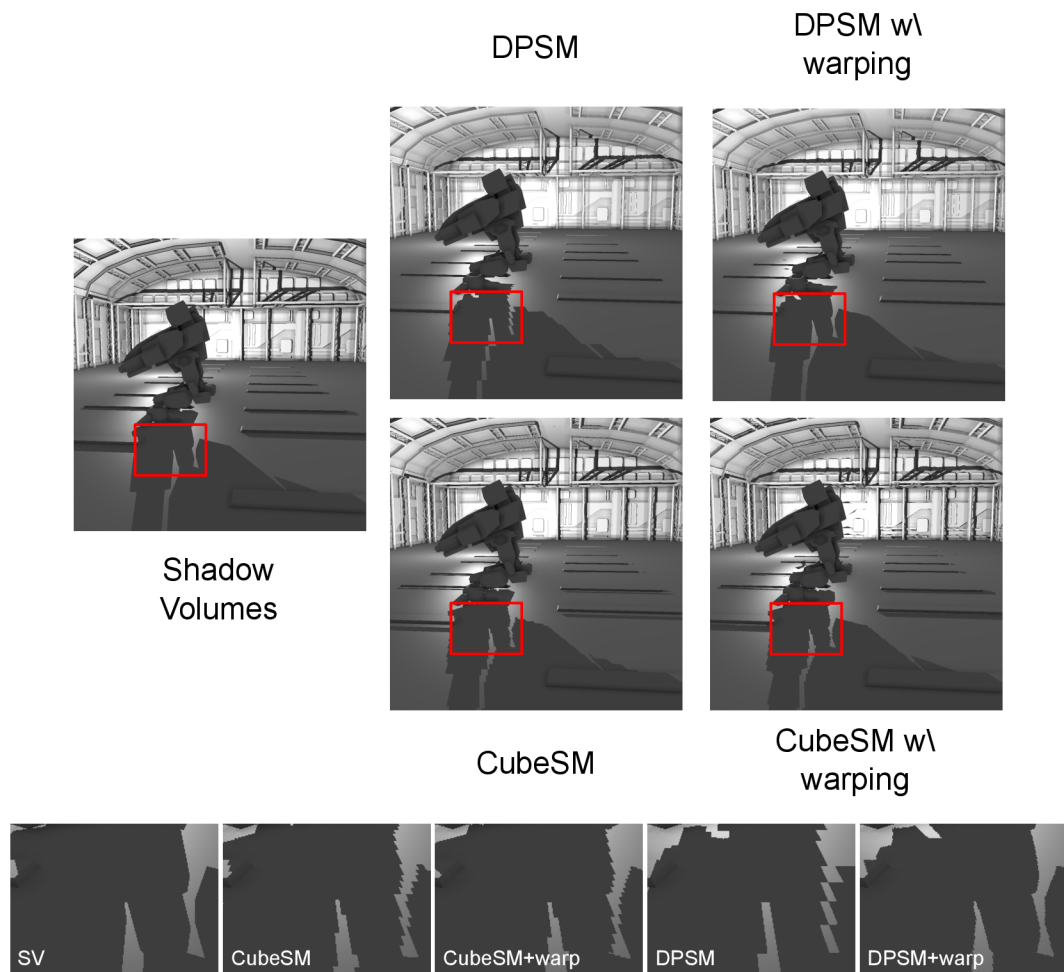 DPSM
DPSM w\
warping
Shadow
Volumes
CubeSM
CubeSM w\
warping
SV
CubeSM
CubeSM+warp
DPSM
DPSM+warp